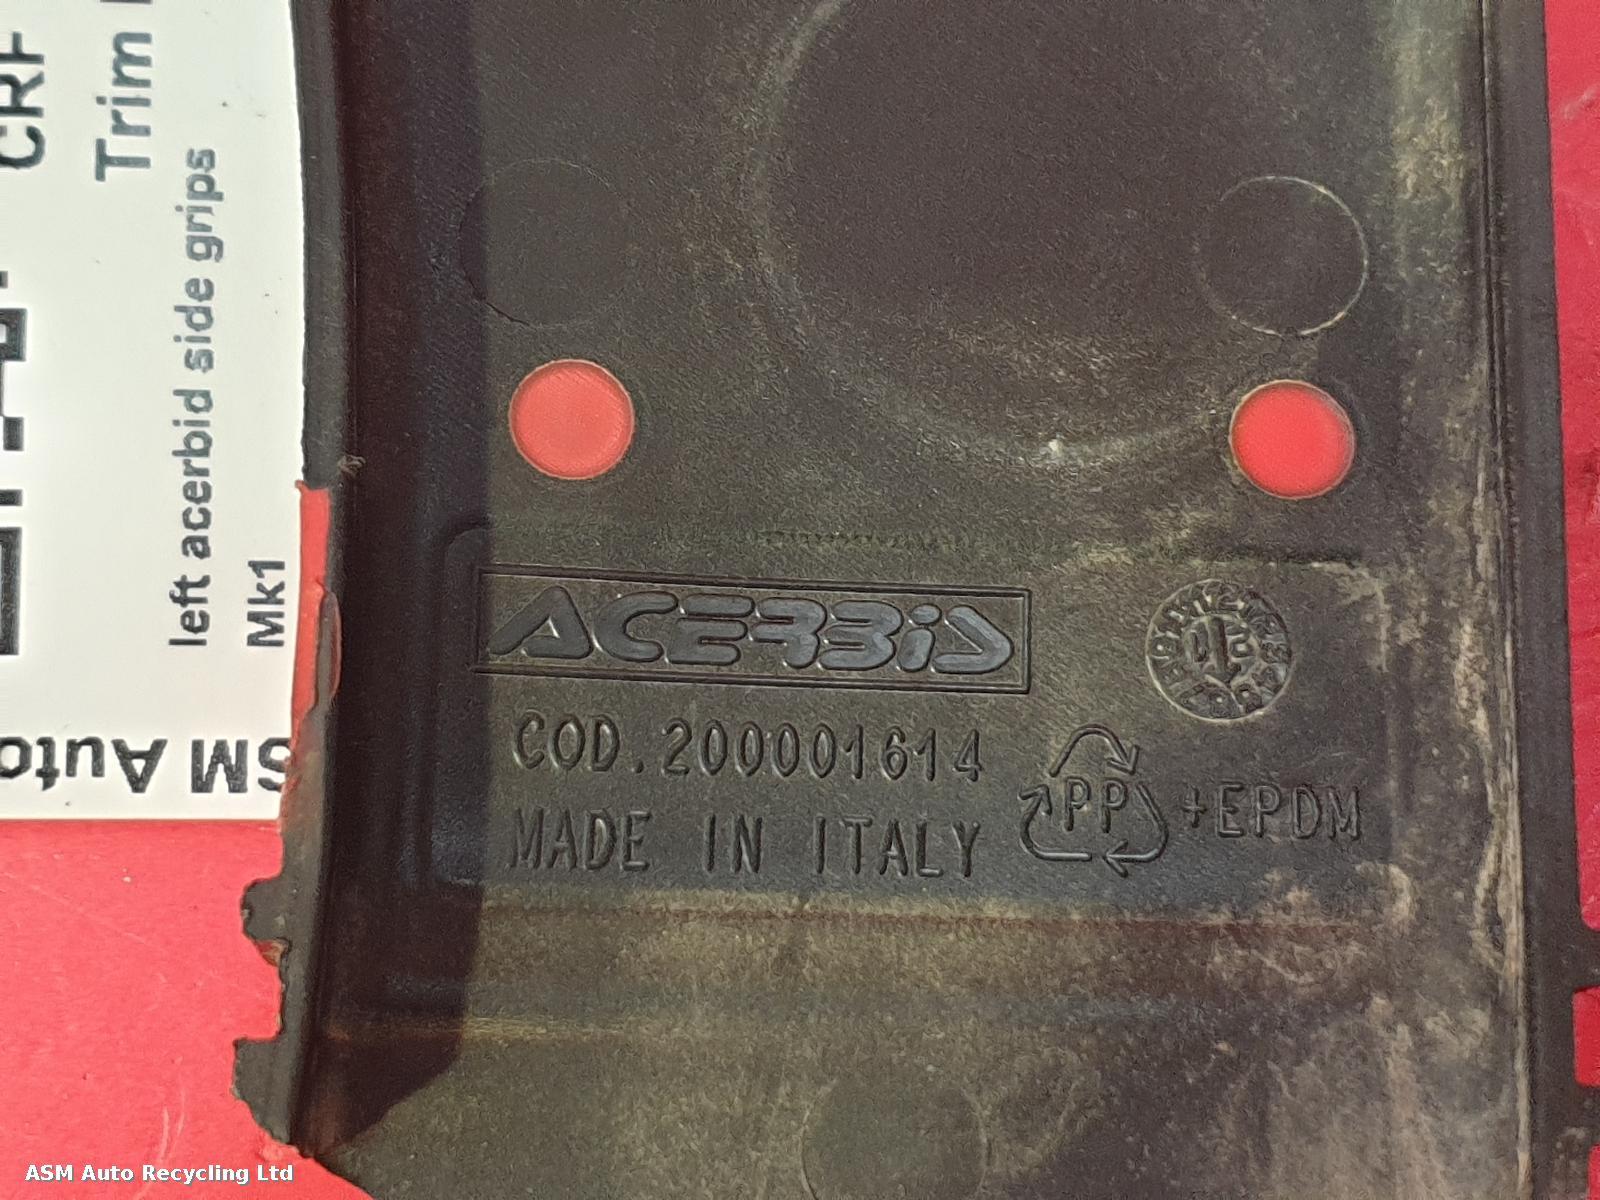 CRF
Trim
left acerbid side grips
Mk1
SM Auto
ACERBIS
COD.200001614
MADE IN ITALY
PP
+EPDM
ASM Auto Recycling Ltd